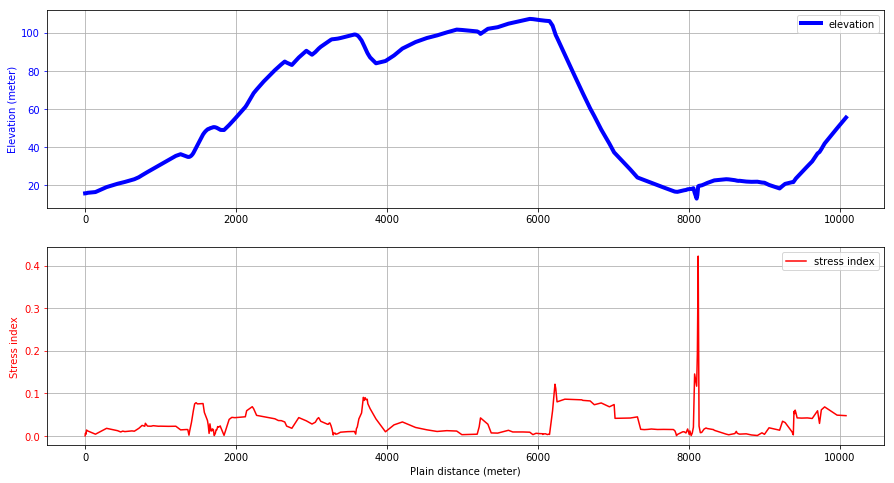 elevation
Elevation (meter)
100
80
60
40
20
0 2000 4000 6000 8000 10000
stress index
Stress index
0.4
0.3
0.2
0.1
0.0
0 2000 4000 6000 8000 10000
Plain distance (meter)